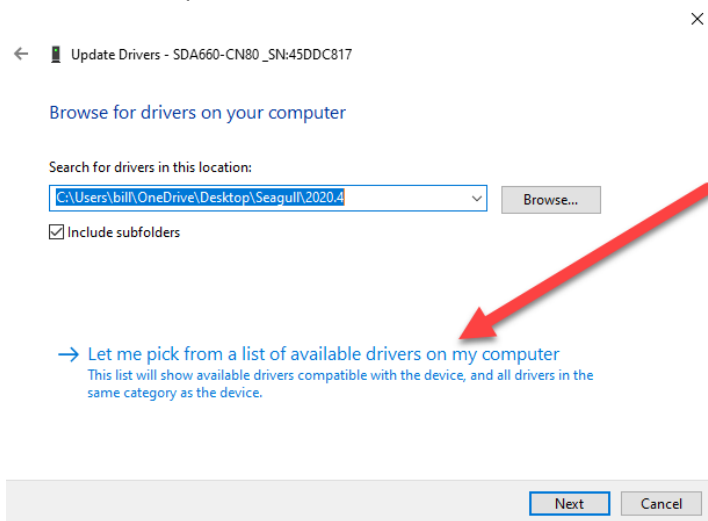 Update Drivers - SDA660-CN80 _SN:45DDC817
Browse for drivers on your computer
Search for drivers in this location:
C:\Users\bill\OneDrive\Desktop\Seagull\2020.4
Browse...
Include subfolders
Let me pick from a list of available drivers on my computer
This list will show available drivers compatible with the device, and all drivers in the
same category as the device.
Next
Cancel